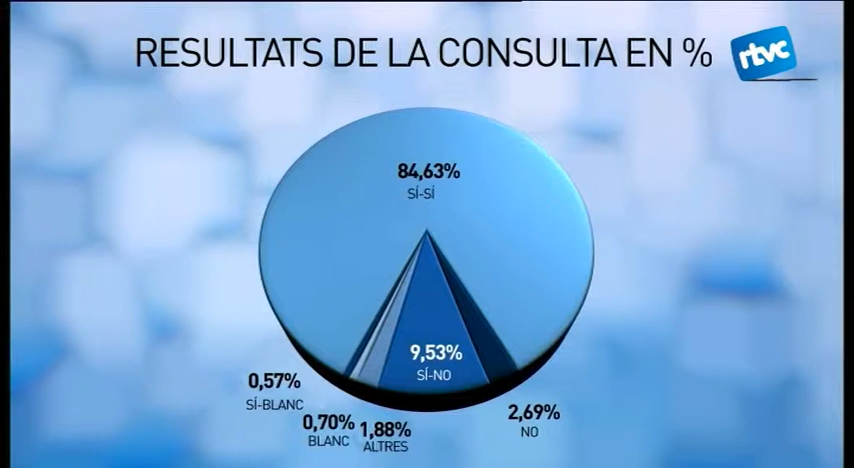 RESULTATS DE LA CONSULTA EN %
rtvc
84,63%
SÍ-SÍ
9,53%
SÍ-NO
0,57%
SÍ-BLANC
0,70%
BLANC
1,88%
ALTRES
2,69%
NO